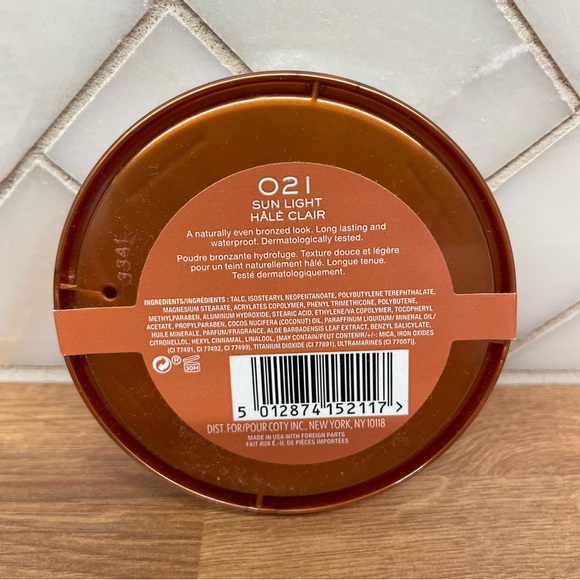 021
SUN LIGHT
HÂLÉ CLAIR
A naturally even bronzed look. Long lasting and
waterproof. Dermatologically tested.
Poudre bronzante hydrofuge. Texture douce et légère
pour un teint naturellement hâlé. Longue tenue.
Testé dermatologiquement.
INGREDIENTS/INGRÉDIENTS : TALC, ISOSTEARYL NEOPENTANOATE, POLYBUTYLENE TEREPHTHALATE,
MAGNESIUM STEARATE, ACRYLATES COPOLYMER, PHENYL TRIMETHICONE, POLYBUTENE,
METHYLPARABEN, ALUMINUM HYDROXIDE, STEARIC ACID, ETHYLENE/VA COPOLYMER, TOCOPHERYL
ACETATE, PROPYLPARABEN, COCOS NUCIFERA (COCONUT) OIL, PARAFFINUM LIQUIDUM/ MINERAL OIL/
HUILE MINERALE, PARFUM/FRAGRANCE, ALOE BARBADENSIS LEAF EXTRACT, BENZYL SALICYLATE,
CITRONELLOL, HEXYL CINNAMAL, LINALOOL, [MAY CONTAIN/PEUT CONTENIR +/-: MICA, IRON OXIDES
(CI 77491, CI 77492, CI 77499), TITANIUM DIOXIDE (CI 77891), ULTRAMARINES (CI 77007)].
30M
5 012874 152117 >
DIST. FOR/POUR COTY INC., NEW YORK, NY 10118
MADE IN USA WITH FOREIGN PARTS
FAIT AUX É.-U. DE PIÈCES IMPORTÉES
3341